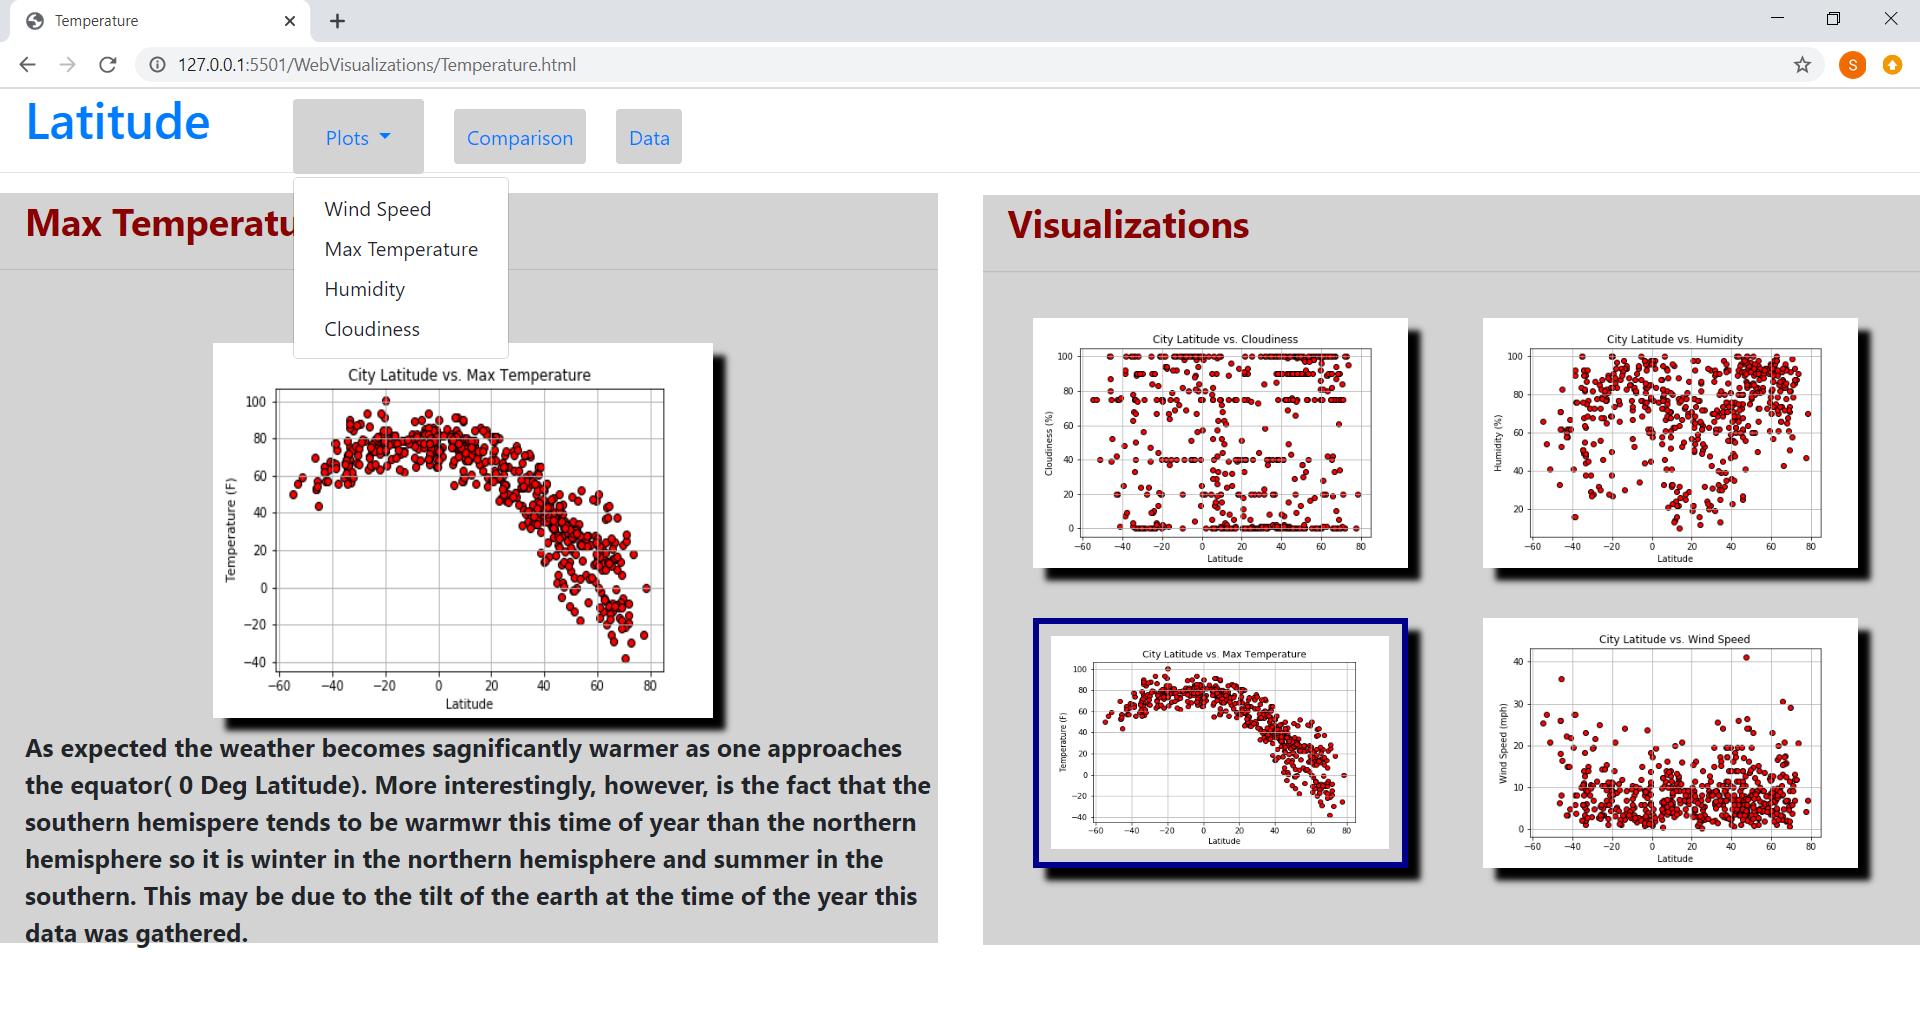 Temperature
127.0.0.1:5501/WebVisualizations/Temperature.html
S
Latitude
Plots
Comparison
Data
Wind Speed
Max Temperature
Humidity
Cloudiness
Max Temperatu
City Latitude vs. Max Temperature
Temperature (F)
100
80
60
40
20
0
−20
−40
−60 −40 −20 0 20 40 60 80
Latitude
As expected the weather becomes sagnificantly warmer as one approaches
the equator( 0 Deg Latitude). More interestingly, however, is the fact that the
southern hemispere tends to be warmwr this time of year than the northern
hemisphere so it is winter in the northern hemisphere and summer in the
southern. This may be due to the tilt of the earth at the time of the year this
data was gathered.
Visualizations
City Latitude vs. Cloudiness
Cloudiness (%)
100
80
60
40
20
0
−60 −40 −20 0 20 40 60 80
Latitude
City Latitude vs. Humidity
Humidity (%)
100
80
60
40
20
−60 −40 −20 0 20 40 60 80
Latitude
City Latitude vs. Max Temperature
Temperature (F)
100
80
60
40
20
0
−20
−40
−60 −40 −20 0 20 40 60 80
Latitude
City Latitude vs. Wind Speed
Wind Speed (mph)
40
30
20
10
0
−60 −40 −20 0 20 40 60 80
Latitude